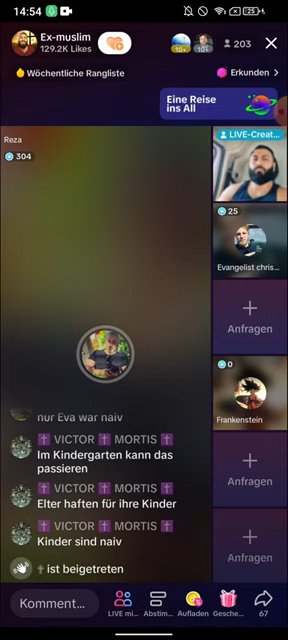 14:54
25
Ex-muslim
129.2K Likes
10+
10+
203
Wöchentliche Rangliste
Erkunden
Eine Reise
ins All
Reza
304
LIVE-Creat...
25
Evangelist chris...
Anfragen
0
Frankenstein
Anfragen
Anfragen
nur Eva war naiv
VICTOR MORTIS
Im Kindergarten kann das
passieren
VICTOR MORTIS
Elter haften für ihre Kinder
VICTOR MORTIS
Kinder sind naiv
ist beigetreten
Komment...
LIVE mi...
Abstim...
Aufladen
Gesche...
67